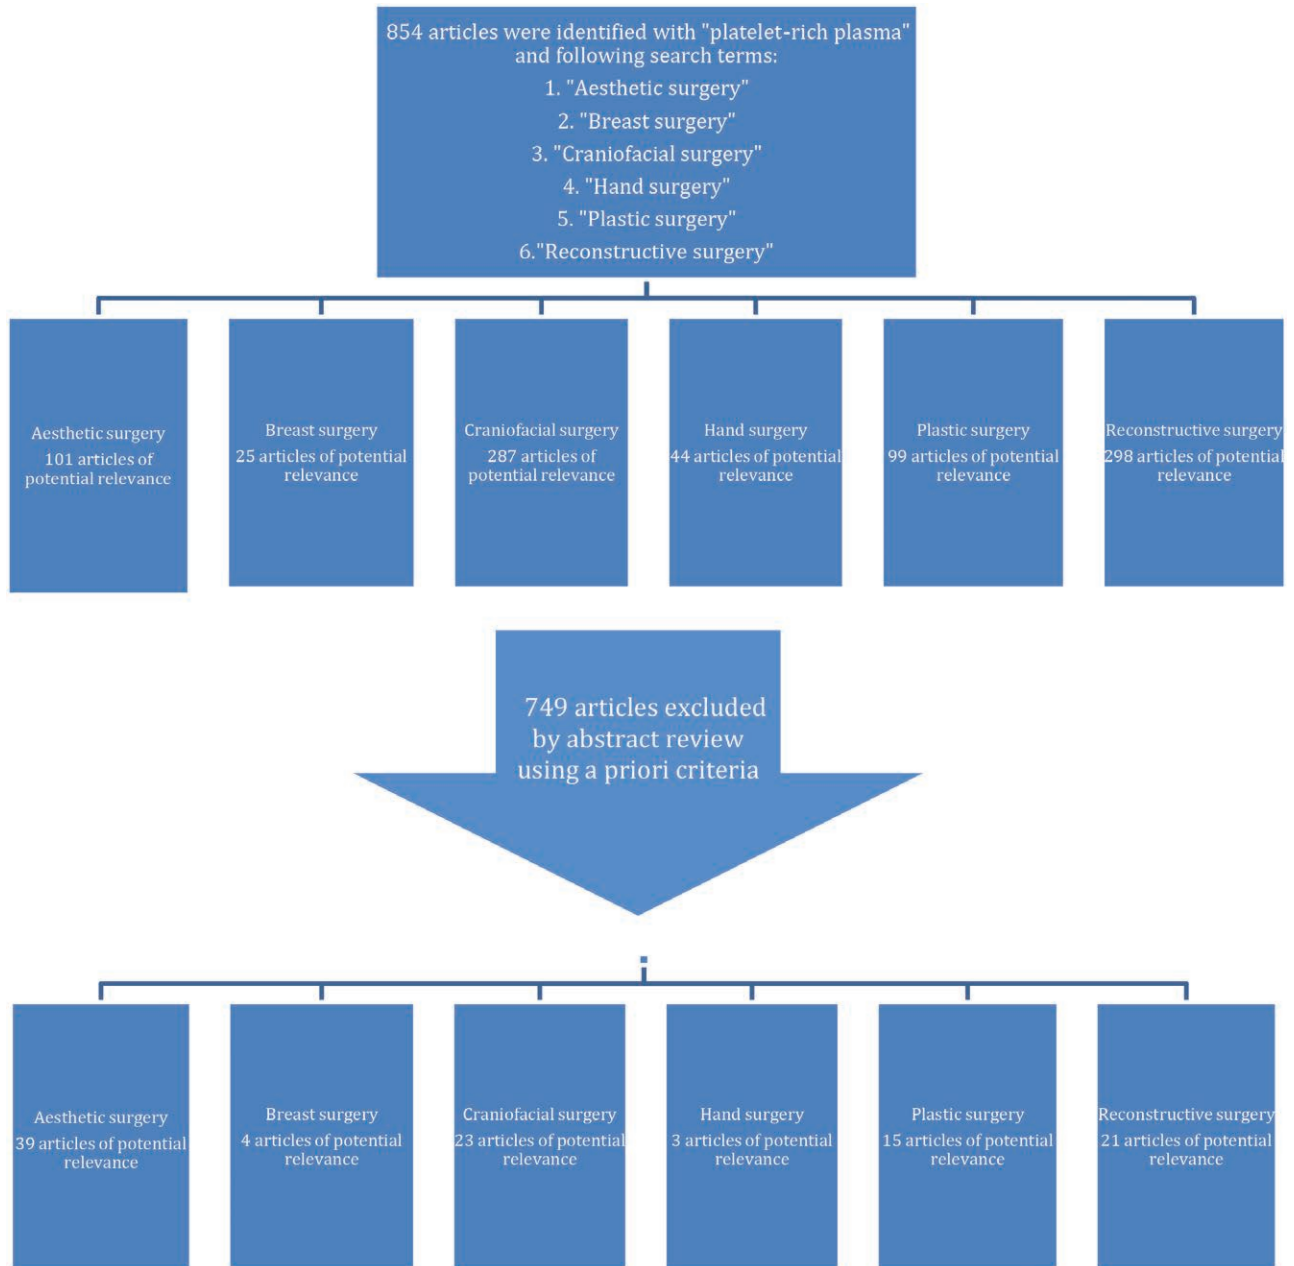 854 articles were identified with "platelet-rich plasma"
and following search terms:
1. "Aesthetic surgery"
2. "Breast surgery"
3. "Craniofacial surgery"
4. "Hand surgery"
5. "Plastic surgery"
6."Reconstructive surgery"
Aesthetic surgery
101 articles of
potential relevance
Breast surgery
25 articles of potential
relevance
Craniofacial surgery
287 articles of
potential relevance
Hand surgery
44 articles of potential
relevance
Plastic surgery
99 articles of potential
relevance
Reconstructive surgery
298 articles of potential
relevance
749 articles excluded
by abstract review
using a priori criteria
Aesthetic surgery
39 articles of potential
relevance
Breast surgery
4 articles of potential
relevance
Craniofacial surgery
23 articles of potential
relevance
Hand surgery
3 articles of potential
relevance
Plastic surgery
15 articles of potential
relevance
Reconstructive surgery
21 articles of potential
relevance